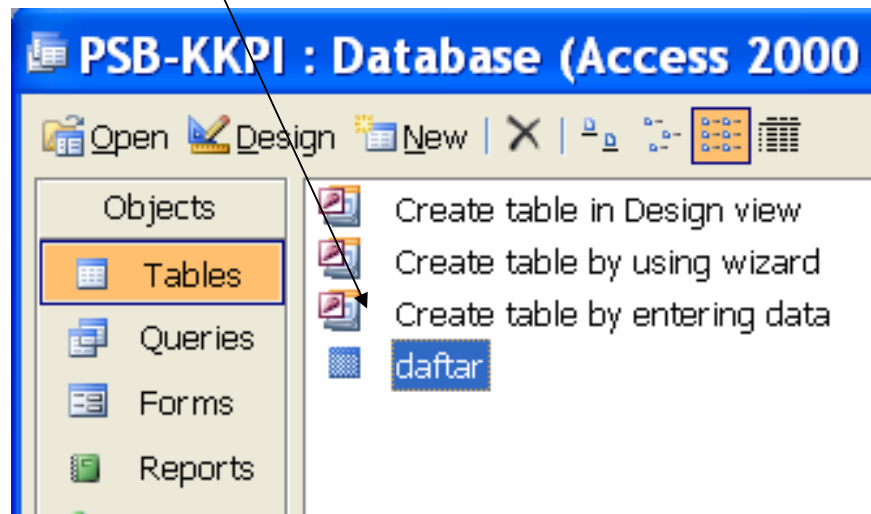 PSB-KKPI : Database (Access 2000
Open Design New
Objects
Tables
Queries
Forms
Reports
Create table in Design view
Create table by using wizard
Create table by entering data
daftar